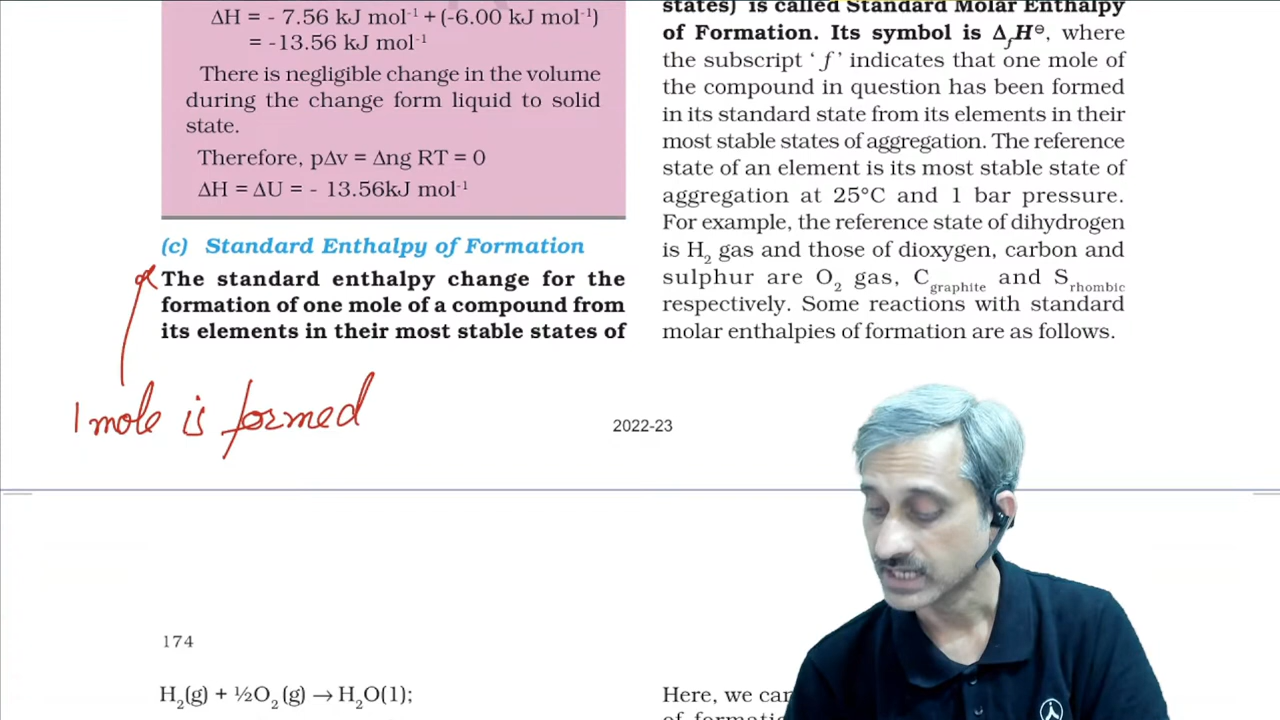 ΔH = - 7.56 kJ mol⁻¹ + (-6.00 kJ mol⁻¹)
= -13.56 kJ mol⁻¹
There is negligible change in the volume
during the change form liquid to solid
state.
Therefore, pΔv = Δng RT = 0
ΔH = ΔU = - 13.56kJ mol⁻¹
(c) Standard Enthalpy of Formation
The standard enthalpy change for the
formation of one mole of a compound from
its elements in their most stable states of
1 mole is formed
states) is called Standard Molar Enthalpy
of Formation. Its symbol is Δ𝑓H⊖, where
the subscript ‘ f ’ indicates that one mole of
the compound in question has been formed
in its standard state from its elements in their
most stable states of aggregation. The reference
state of an element is its most stable state of
aggregation at 25°C and 1 bar pressure.
For example, the reference state of dihydrogen
is H₂ gas and those of dioxygen, carbon and
sulphur are O₂ gas, Cgraphite and Srhombic
respectively. Some reactions with standard
molar enthalpies of formation are as follows.
2022-23
174
H₂(g) + ½O₂ (g) → H₂O(1);
Here, we can
of formatio